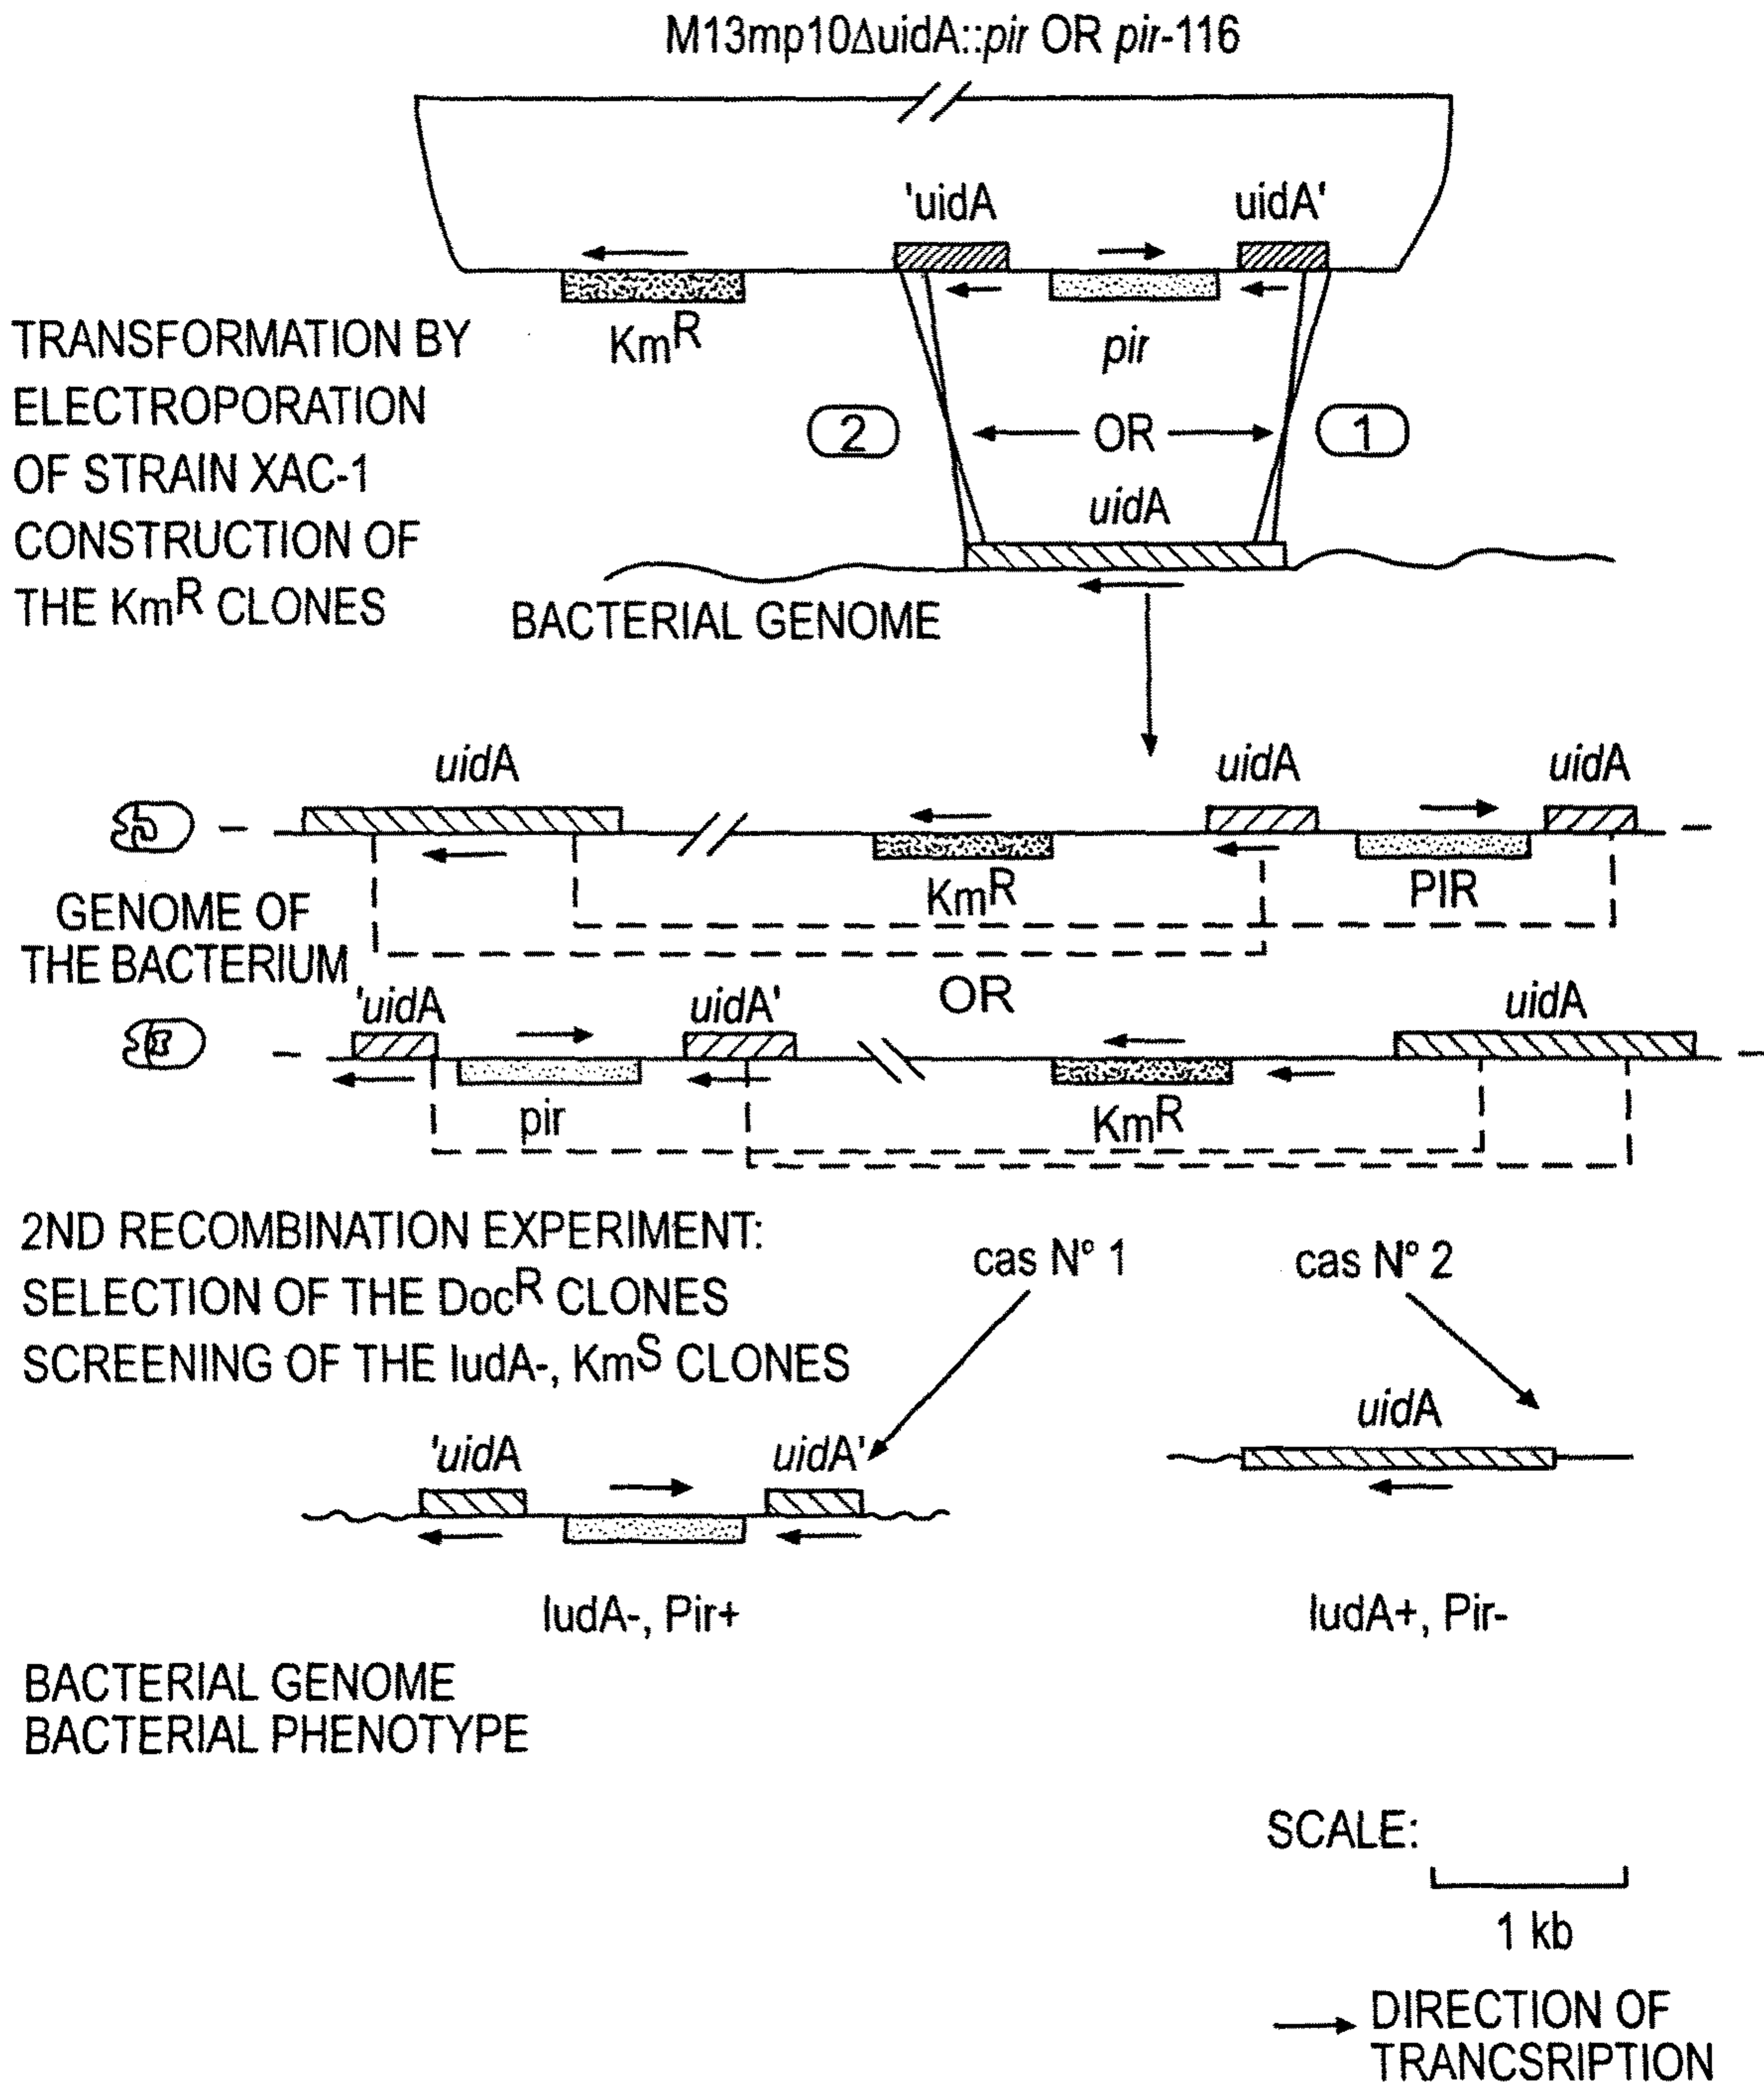 M13mp10ΔuidA::pir OR pir-116
'uidA
uidA'
KmR
pir
TRANSFORMATION BY
ELECTROPORATION
OF STRAIN XAC-1
CONSTRUCTION OF
THE KmR CLONES
2
OR
1
uidA
BACTERIAL GENOME
uidA
uidA
uidA
KmR
PIR
GENOME OF
THE BACTERIUM
OR
'uidA
uidA'
uidA
pir
KmR
2ND RECOMBINATION EXPERIMENT:
SELECTION OF THE DocR CLONES
SCREENING OF THE IudA-, KmS CLONES
cas N° 1
cas N° 2
'uidA
uidA'
uidA
IudA-, Pir+
IudA+, Pir-
BACTERIAL GENOME
BACTERIAL PHENOTYPE
SCALE:
1 kb
DIRECTION OF
TRANCSRIPTION